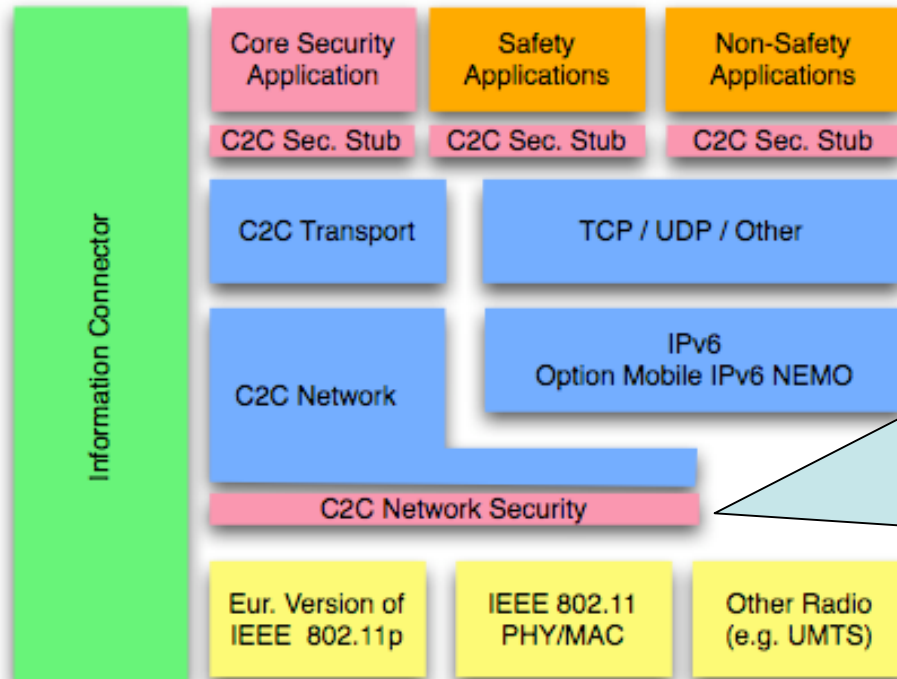 Information Connector
Core Security
Application
Safety
Applications
Non-Safety
Applications
C2C Sec. Stub
C2C Sec. Stub
C2C Sec. Stub
C2C Transport
TCP / UDP / Other
C2C Network
IPv6
Option Mobile IPv6 NEMO
C2C Network Security
Eur. Version of
IEEE 802.11p
IEEE 802.11
PHY/MAC
Other Radio
(e.g. UMTS)